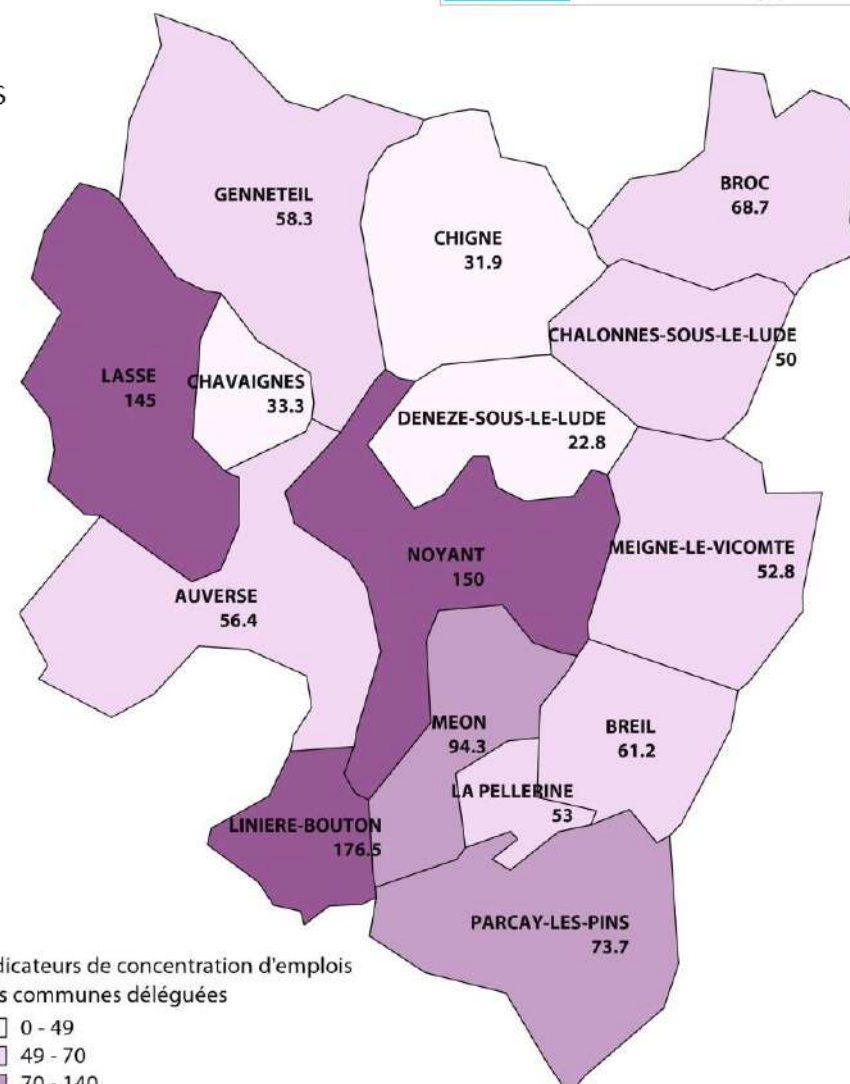 S
GENNETEIL
58.3
BROC
68.7
CHIGNE
31.9
CHALONNES-SOUS-LE-LUDE
50
LASSE
145
CHAVAIGNES
33.3
DENEZE-SOUS-LE-LUDE
22.8
NOYANT
150
MEIGNE-LE-VICOMTE
52.8
AUVERSE
56.4
MEON
94.3
BREIL
61.2
LA PELLERINE
53
LINIERE-BOUTON
176.5
PARCAY-LES-PINS
73.7
dicateurs de concentration d'emplois
s communes déléguées
0 - 49
49 - 70
70 - 140